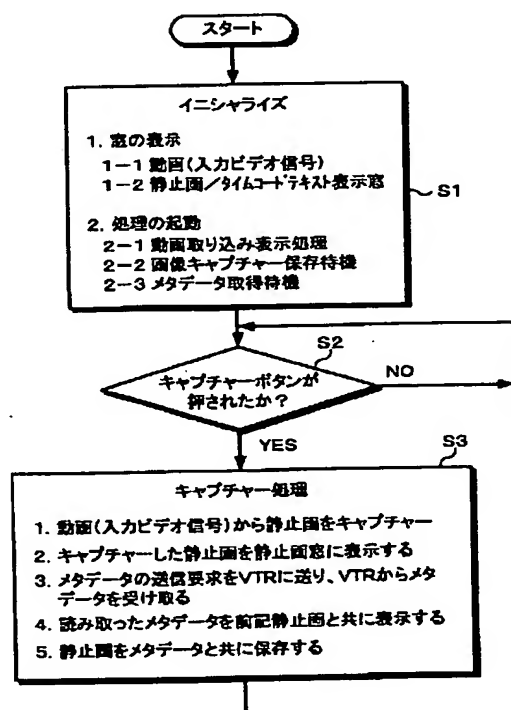 スタート
イニシャライズ
1. 窓の表示
1-1 動画(入力ビデオ信号)
1-2 静止画/タイムコードテキスト表示窓
2. 処理の起動
2-1 動画取り込み表示処理
2-2 画像キャプチャー保存待機
2-3 メタデータ取得待機
S1
S2
キャプチャーボタンが
押されたか?
NO
YES
S3
キャプチャー処理
1. 動画(入力ビデオ信号)から静止画をキャプチャー
2. キャプチャーした静止画を静止画窓に表示する
3. メタデータの送信要求をVTRに送り、VTRからメタ
データを受け取る
4. 読み取ったメタデータを前記静止画と共に表示する
5. 静止画をメタデータと共に保存する